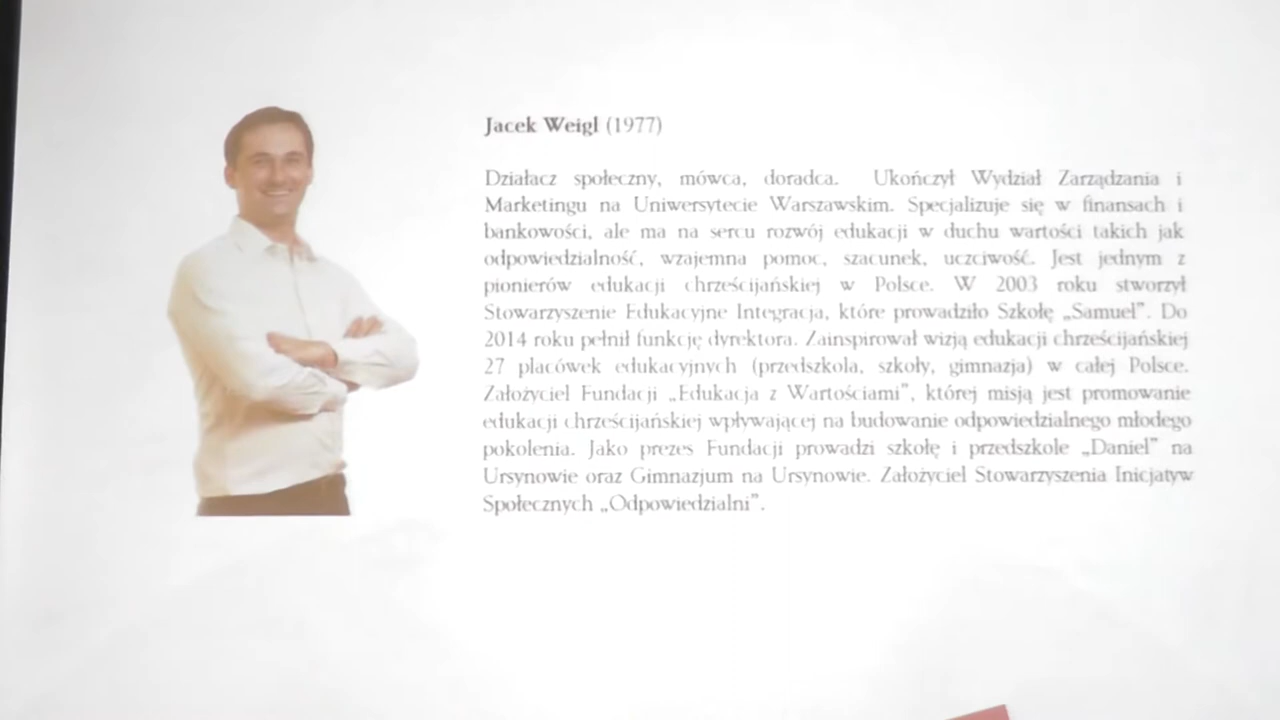 Jacek Weigl (1977)
Działacz społeczny, mówca, doradca. Ukończył Wydział Zarządzania i
Marketingu na Uniwersytecie Warszawskim. Specjalizuje się w finansach i
bankowości, ale ma na sercu rozwój edukacji w duchu wartości takich jak
odpowiedzialność, wzajemna pomoc, szacunek, uczciwość. Jest jednym z
pionierów edukacji chrześcijańskiej w Polsce. W 2003 roku stworzył
Stowarzyszenie Edukacyjne Integracja, które prowadziło Szkołę „Samuel”. Do
2014 roku pełnił funkcję dyrektora. Zainspirował wizją edukacji chrześcijańskiej
27 placówek edukacyjnych (przedszkola, szkoły, gimnazja) w całej Polsce.
Założyciel Fundacji „Edukacja z Wartościami”, której misją jest promowanie
edukacji chrześcijańskiej wpływającej na budowanie odpowiedzialnego młodego
pokolenia. Jako prezes Fundacji prowadzi szkołę i przedszkole „Daniel” na
Ursynowie oraz Gimnazjum na Ursynowie. Założyciel Stowarzyszenia Inicjatyw
Społecznych „Odpowiedzialni”.